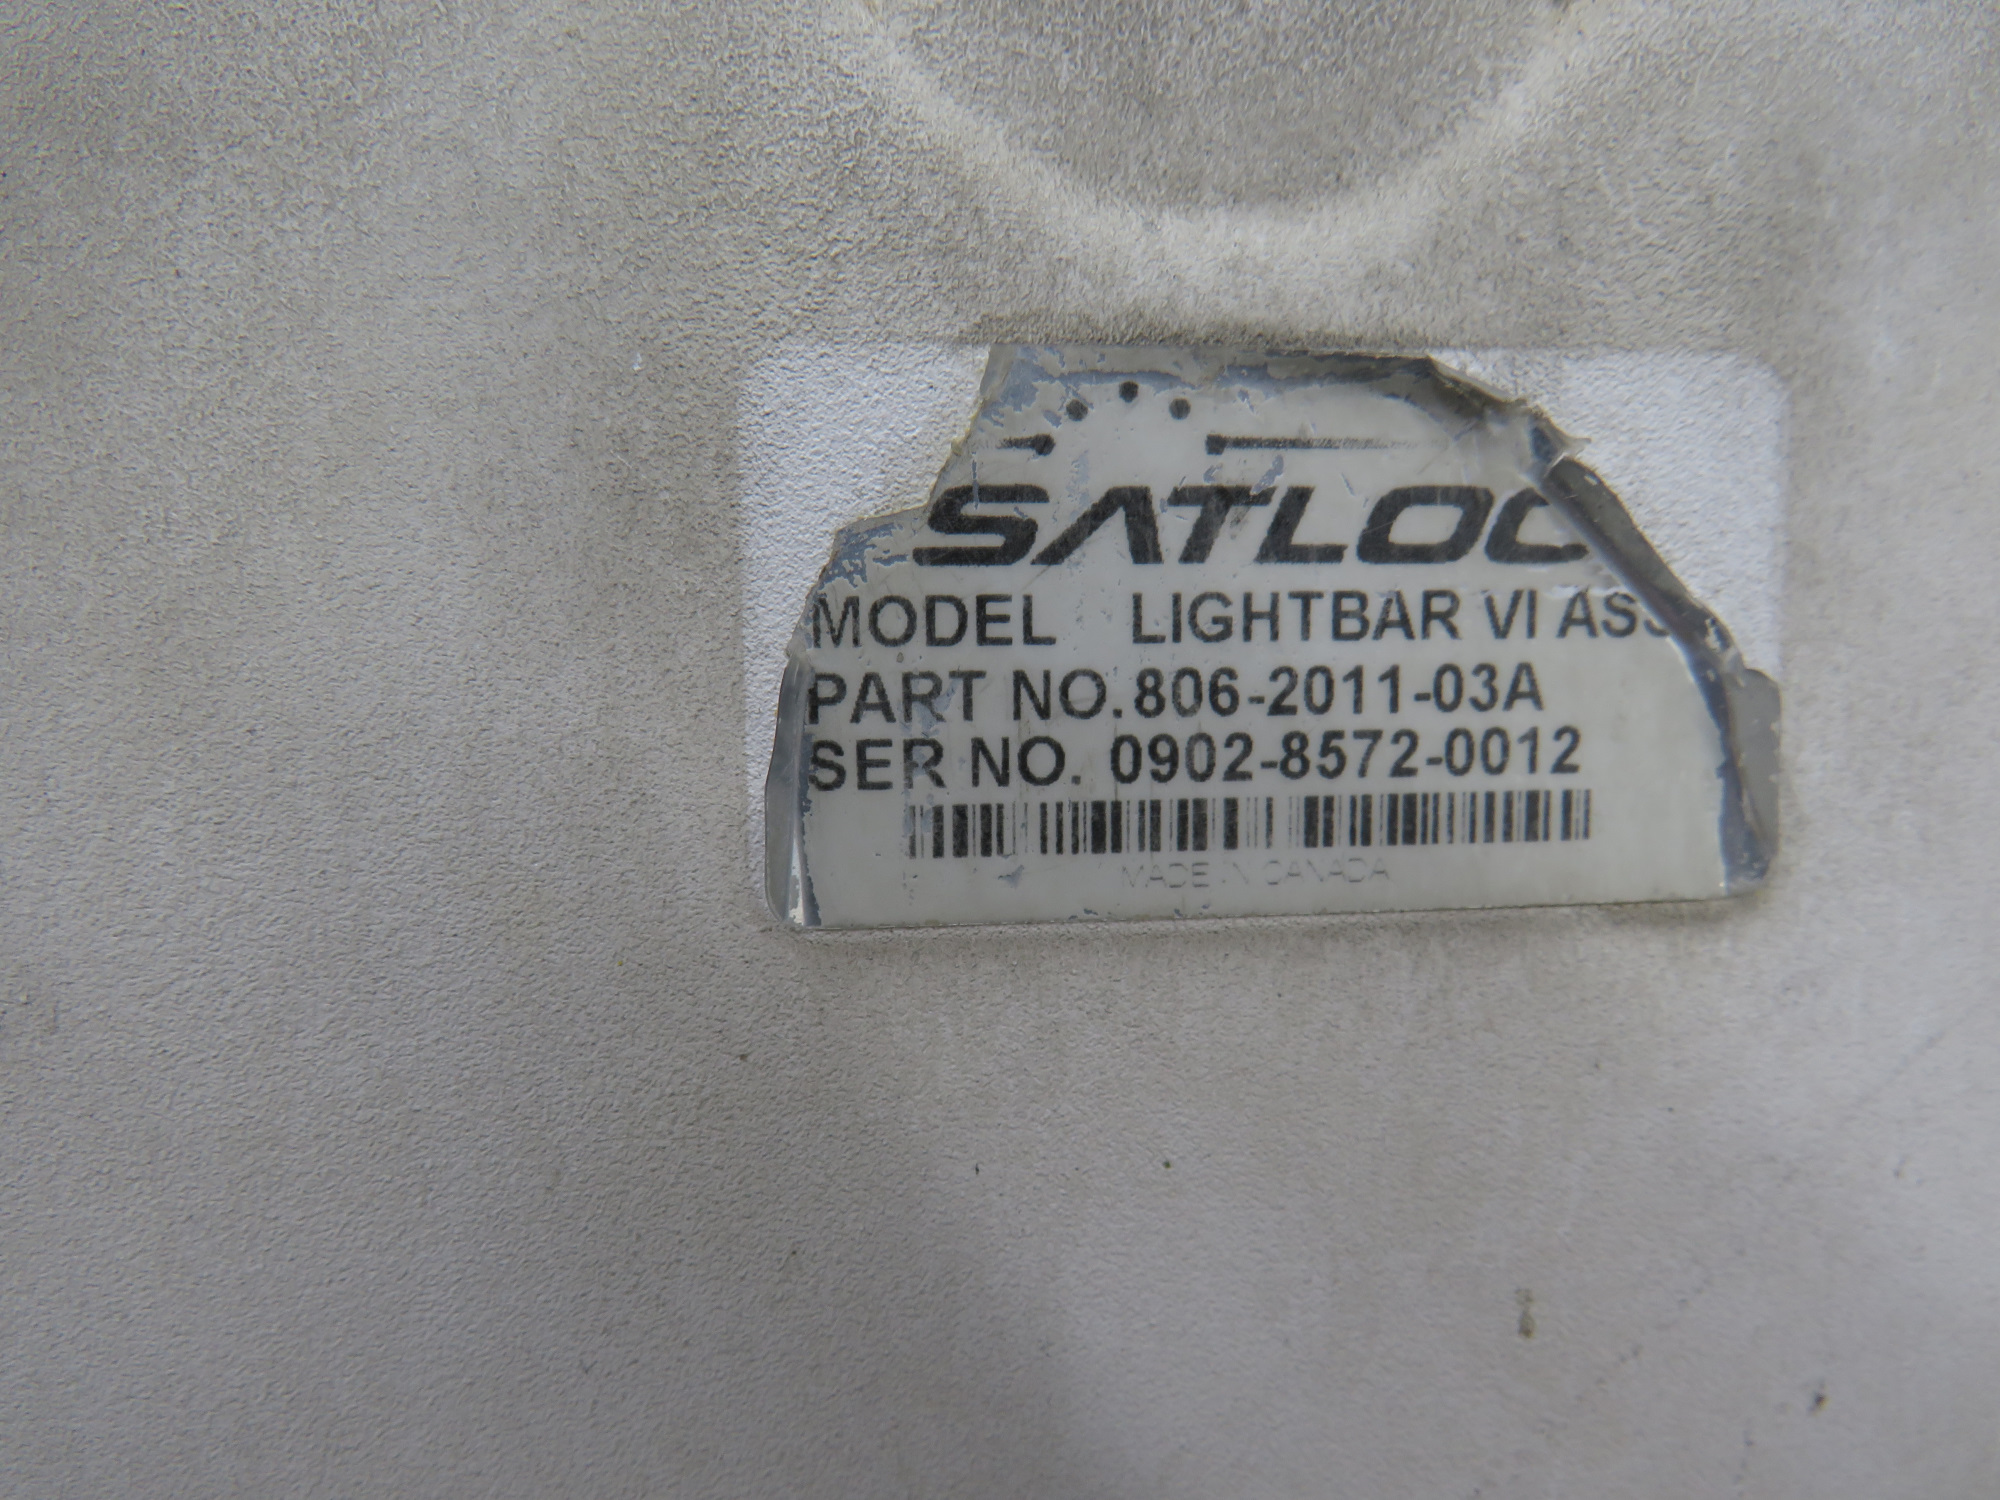 SATLOC
MODEL LIGHTBAR VI ASS
PART NO. 806-2011-03A
SER NO. 0902-8572-0012
MADE IN CANADA